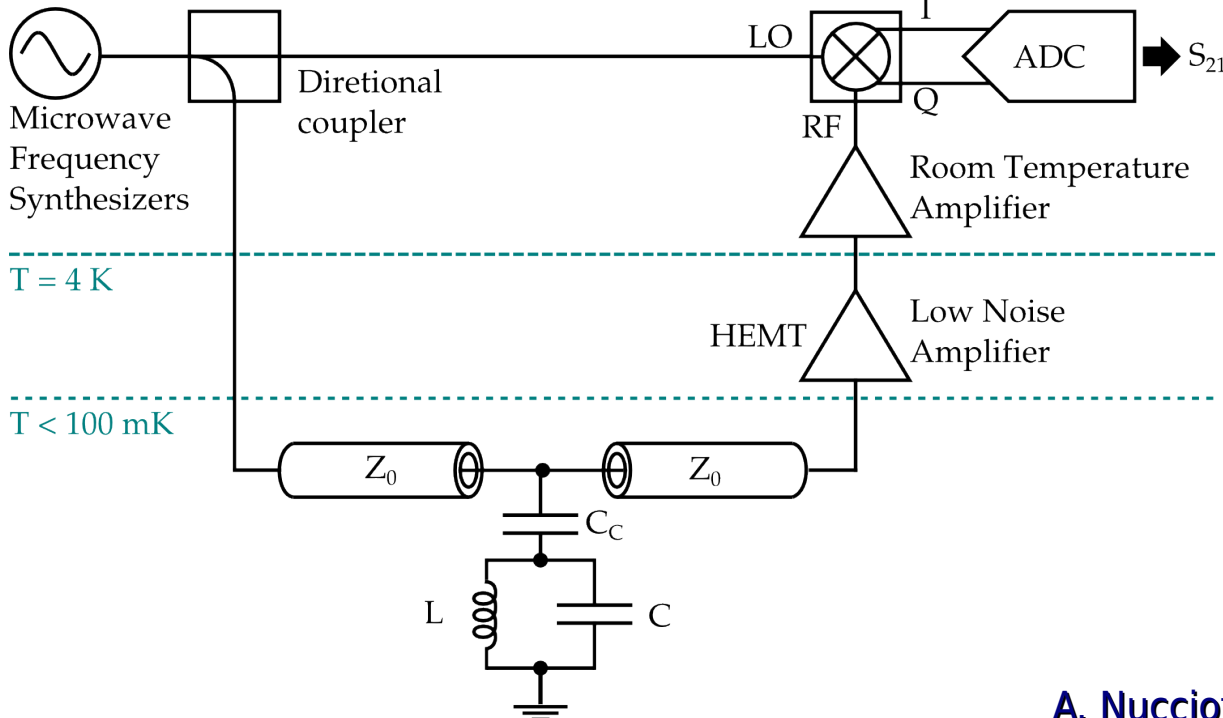 LO
I
Q
ADC
S21
RF
Diretional
coupler
Microwave
Frequency
Synthesizers
Room Temperature
Amplifier
T = 4 K
HEMT
Low Noise
Amplifier
T < 100 mK
Z0
Z0
CC
L
C